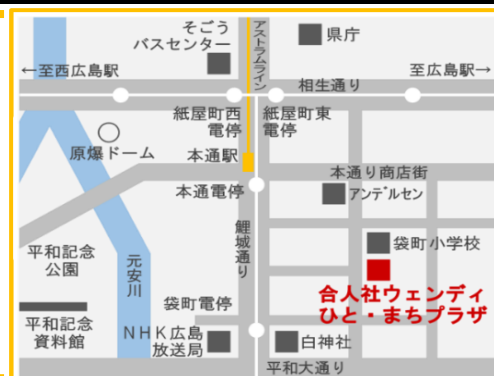 そごう
バスセンター
アストラムライン
県庁
←至西広島駅
至広島駅→
相生通り
紙屋町西
電停
紙屋町東
電停
原爆ドーム
本通駅
本通り商店街
本通電停
アンデルセン
鯉城通り
袋町小学校
平和記念
公園
元安川
合人社ウェンディ
ひと・まちプラザ
袋町電停
平和記念
資料館
NHK広島
放送局
白神社
平和大通り